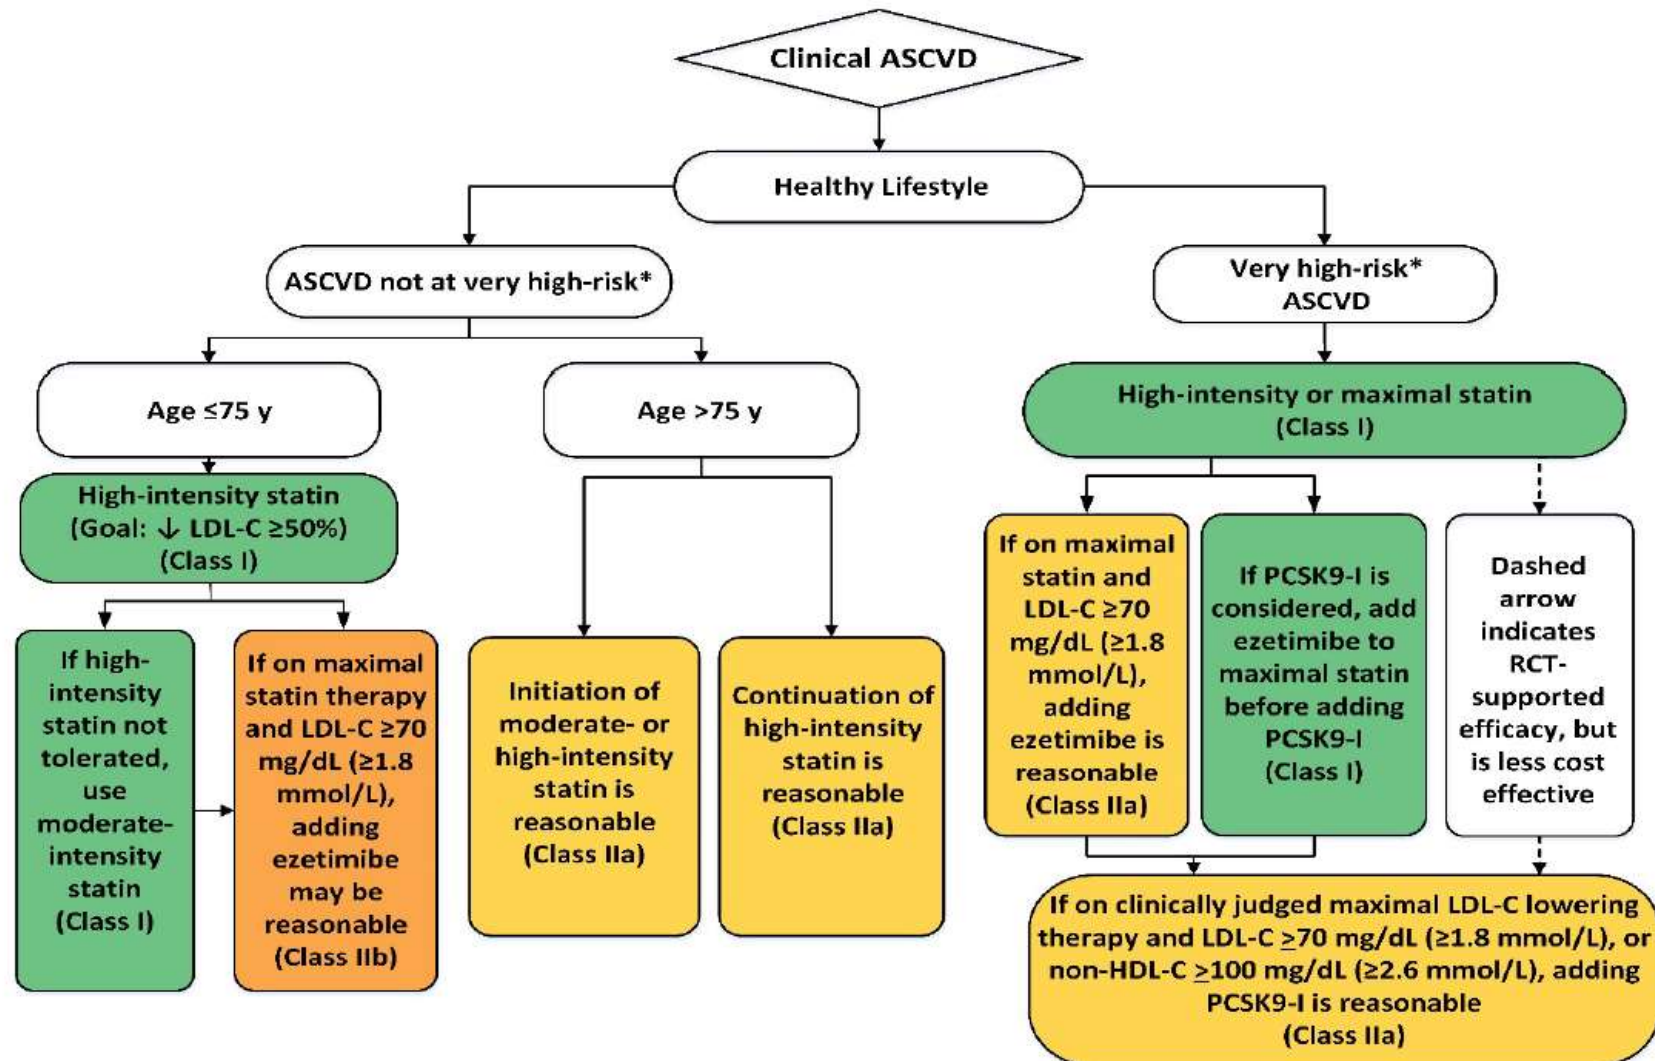 Clinical ASCVD
Healthy Lifestyle
ASCVD not at very high-risk*
Very high-risk*
ASCVD
Age ≤75 y
Age >75 y
High-intensity or maximal statin
(Class I)
High-intensity statin
(Goal: ↓ LDL-C ≥50%)
(Class I)
If high-
intensity
statin not
tolerated,
use
moderate-
intensity
statin
(Class I)
If on maximal
statin therapy
and LDL-C ≥70
mg/dL (≥1.8
mmol/L),
adding
ezetimibe
may be
reasonable
(Class IIb)
Initiation of
moderate- or
high-intensity
statin is
reasonable
(Class IIa)
Continuation of
high-intensity
statin is
reasonable
(Class IIa)
If on maximal
statin and
LDL-C ≥70
mg/dL (≥1.8
mmol/L),
adding
ezetimibe is
reasonable
(Class IIa)
If PCSK9-I is
considered, add
ezetimibe to
maximal statin
before adding
PCSK9-I
(Class I)
Dashed
arrow
indicates
RCT-
supported
efficacy, but
is less cost
effective
If on clinically judged maximal LDL-C lowering
therapy and LDL-C ≥70 mg/dL (≥1.8 mmol/L), or
non-HDL-C ≥100 mg/dL (≥2.6 mmol/L), adding
PCSK9-I is reasonable
(Class IIa)